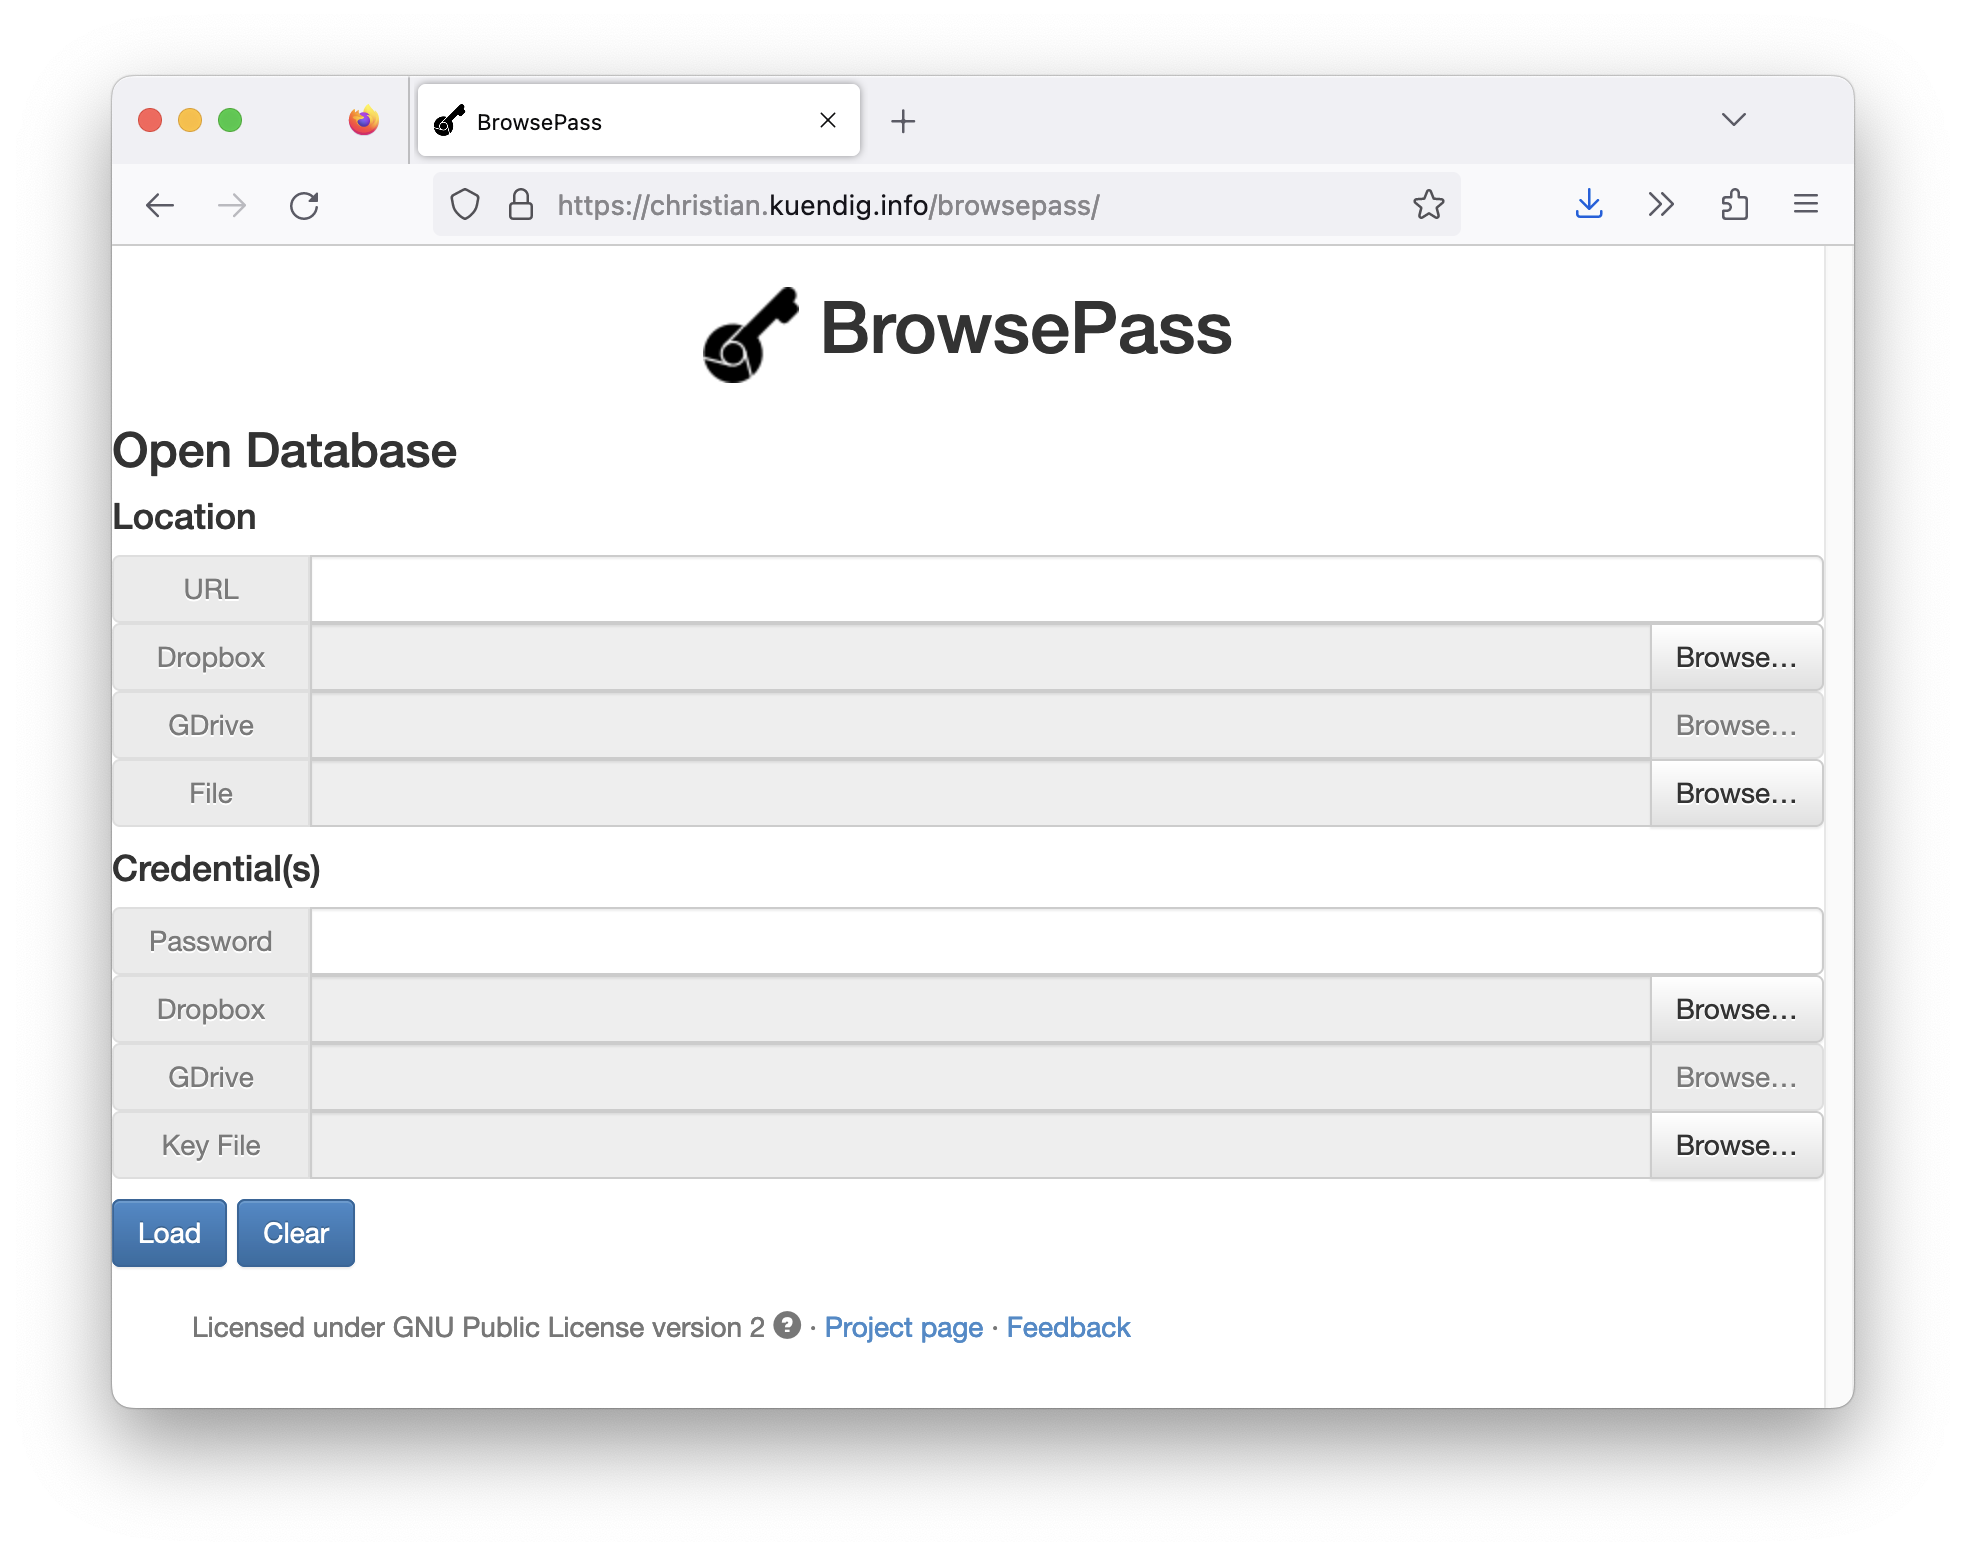 BrowsePass
https://christian.kuendig.info/browsepass/
BrowsePass
Open Database
Location
URL
Dropbox Browse...
GDrive Browse...
File Browse...
Credential(s)
Password
Dropbox Browse...
GDrive Browse...
Key File Browse...
Load Clear
Licensed under GNU Public License version 2 ? · Project page · Feedback